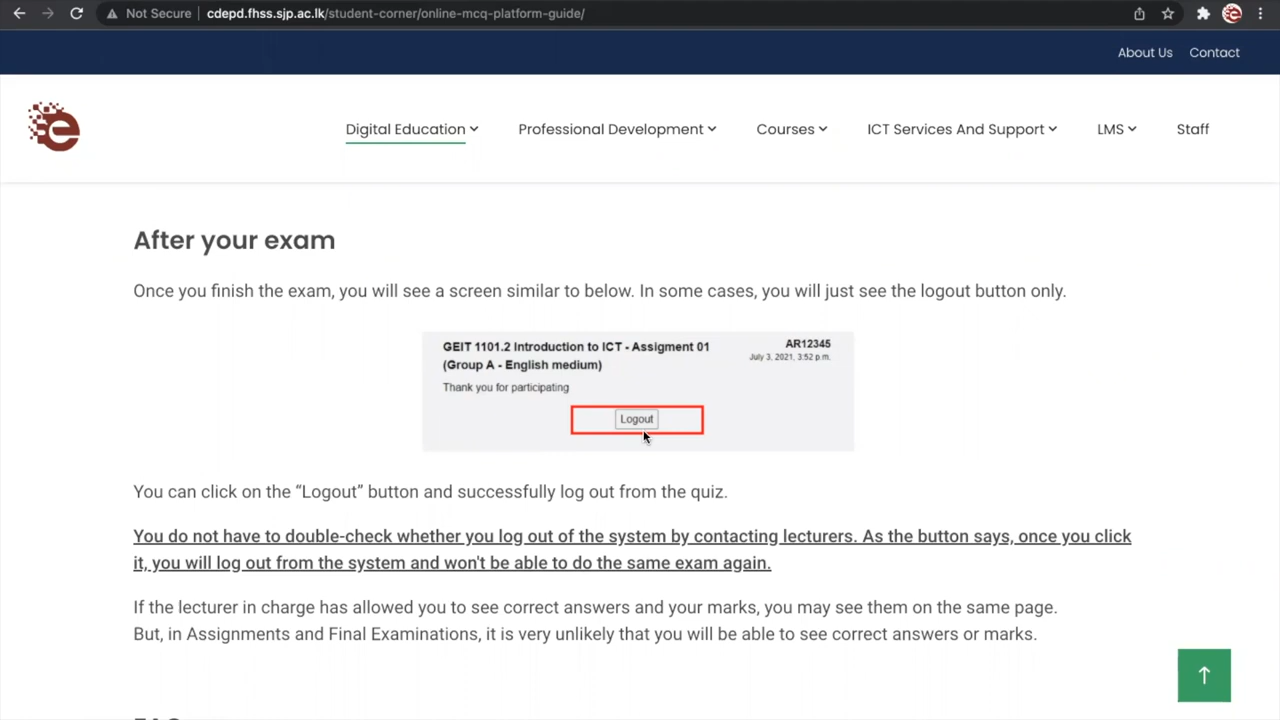 Not Secure cdepd.fhss.sjp.ac.lk/student-corner/online-mcq-platform-guide/
About Us Contact
Digital Education Professional Development Courses ICT Services And Support LMS Staff
After your exam
Once you finish the exam, you will see a screen similar to below. In some cases, you will just see the logout button only.
GEIT 1101.2 Introduction to ICT - Assigment 01 AR12345
(Group A - English medium) July 3, 2021, 3:52 p.m.
Thank you for participating
Logout
You can click on the “Logout” button and successfully log out from the quiz.
You do not have to double-check whether you log out of the system by contacting lecturers. As the button says, once you click
it, you will log out from the system and won't be able to do the same exam again.
If the lecturer in charge has allowed you to see correct answers and your marks, you may see them on the same page.
But, in Assignments and Final Examinations, it is very unlikely that you will be able to see correct answers or marks.